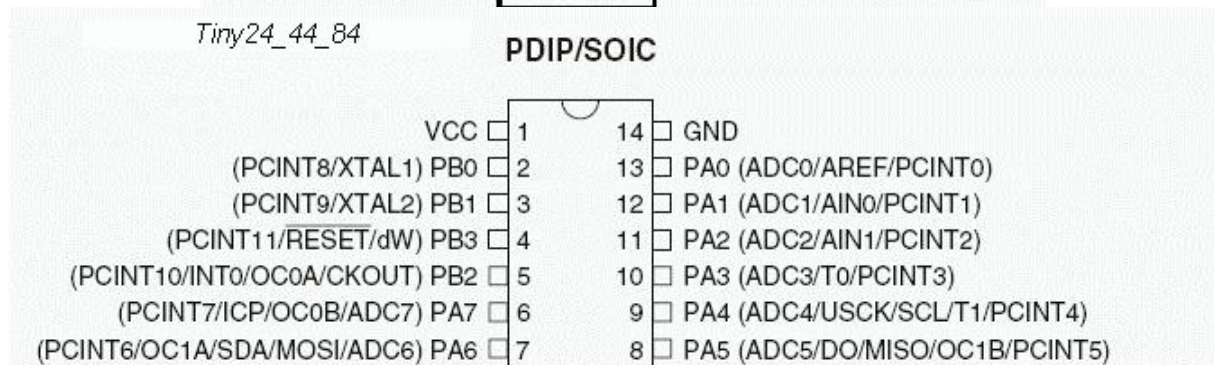 Tiny24_44_84
PDIP/SOIC
VCC 1 14 GND
(PCINT8/XTAL1) PB0 2 13 PA0 (ADC0/AREF/PCINT0)
(PCINT9/XTAL2) PB1 3 12 PA1 (ADC1/AIN0/PCINT1)
(PCINT11/RESET/dW) PB3 4 11 PA2 (ADC2/AIN1/PCINT2)
(PCINT10/INT0/OC0A/CKOUT) PB2 5 10 PA3 (ADC3/T0/PCINT3)
(PCINT7/ICP/OC0B/ADC7) PA7 6 9 PA4 (ADC4/USCK/SCL/T1/PCINT4)
(PCINT6/OC1A/SDA/MOSI/ADC6) PA6 7 8 PA5 (ADC5/DO/MISO/OC1B/PCINT5)